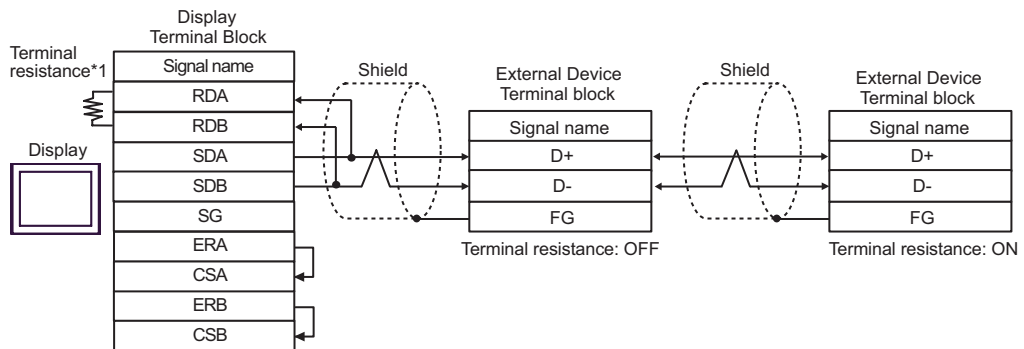 Display
Terminal Block
Terminal
resistance*1
Signal name
RDA
RDB
SDA
SDB
SG
ERA
CSA
ERB
CSB
Display
Shield
External Device
Terminal block
Signal name
D+
D-
FG
Terminal resistance: OFF
Shield
External Device
Terminal block
Signal name
D+
D-
FG
Terminal resistance: ON